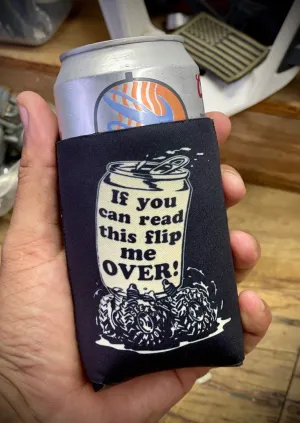 If you
can read
this flip
me
OVER!